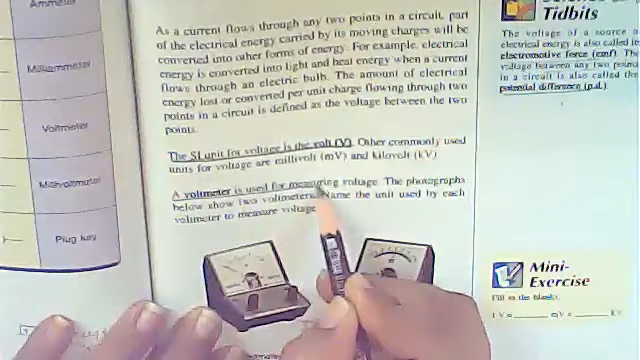 Ammeter
Milliammeter
Voltmeter
Millivoltmeter
Plug key
As a current flows through any two points in a circuit, part
of the electrical energy carried by its moving charges will be
converted into other forms of energy. For example, electrical
energy is converted into light and heat energy when a current
flows through an electric bulb. The amount of electrical
energy lost or converted per unit charge flowing through two
points in a circuit is defined as the voltage between the two
points.
The SI unit for voltage is the volt (V). Other commonly used
units for voltage are millivolt (mV) and kilovolt (kV)
A voltmeter is used for measuring voltage. The photographs
below show two voltmeters. Name the unit used by each
voltmeter to measure voltage
Tidbits
The voltage of a source o
electrical energy is also called it
electromotive force (e.m.f). The
voltage between any two poin
in a circuit is also called the
potential difference (p.d.)
Mini-
Exercise
Fill in the blanks.
1 V = ______ mV = ______ kV